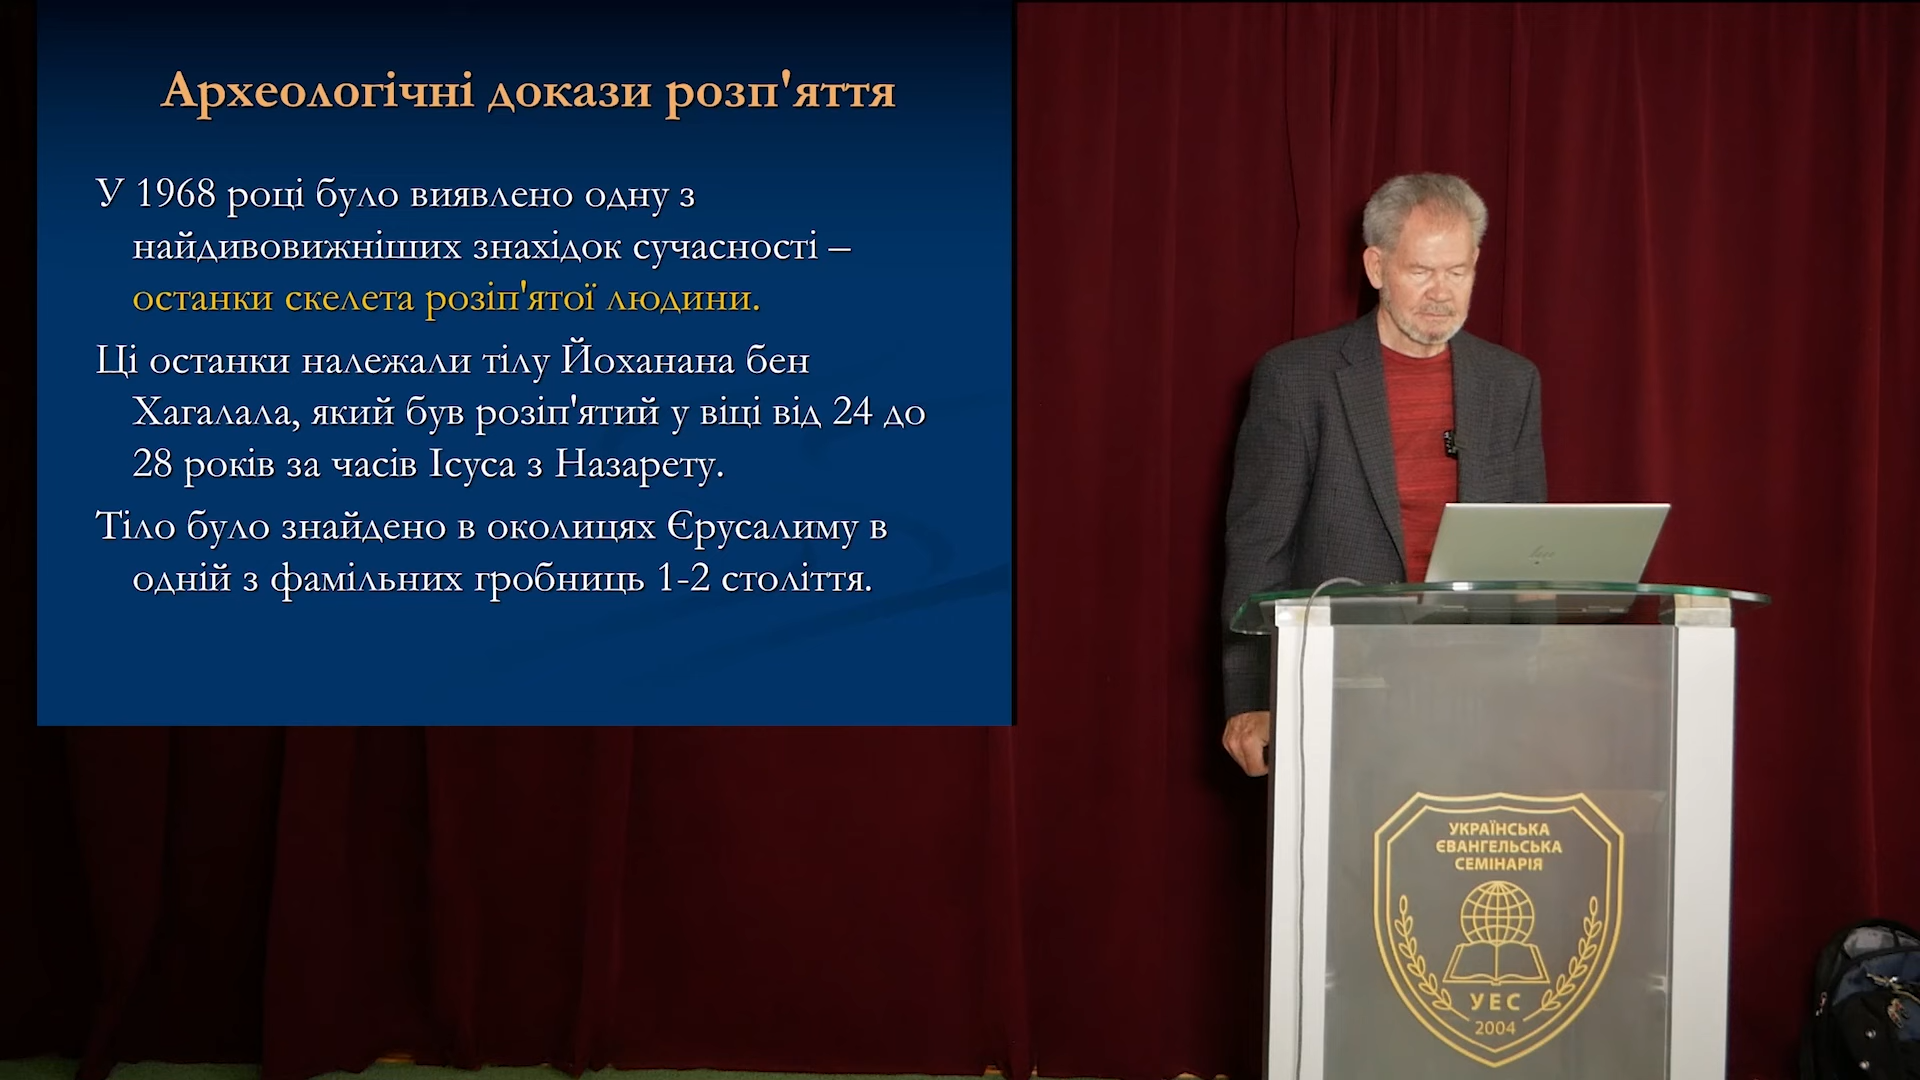 Археологічні докази розп'яття
У 1968 році було виявлено одну з
найдивовижніших знахідок сучасності –
останки скелета розіп'ятої людини.
Ці останки належали тілу Йоханана бен
Хагалала, який був розіп'ятий у віці від 24 до
28 років за часів Ісуса з Назарету.
Тіло було знайдено в околицях Єрусалиму в
одній з фамільних гробниць 1-2 століття.
УКРАЇНСЬКА
ЄВАНГЕЛЬСЬКА
СЕМІНАРІЯ
УЕС
2004